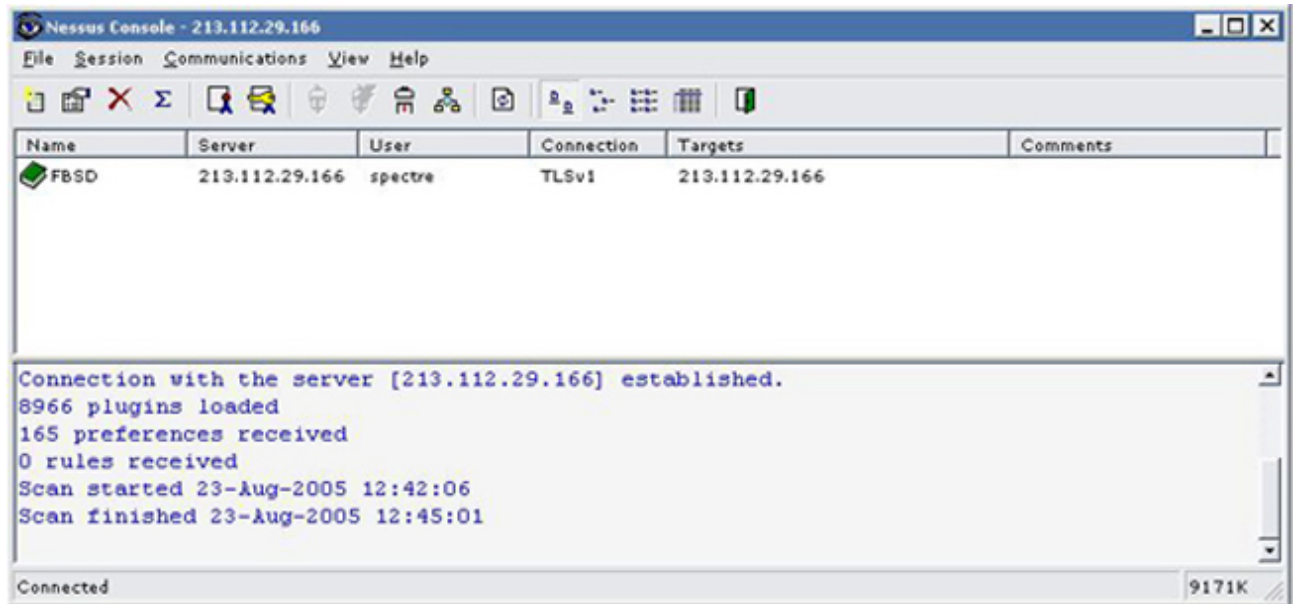 Nessus Console - 213.112.29.166
File Session Communications View Help
Name Server User Connection Targets Comments
FBSD 213.112.29.166 spectre TLSv1 213.112.29.166
Connection with the server [213.112.29.166] established.
8966 plugins loaded
165 preferences received
0 rules received
Scan started 23-Aug-2005 12:42:06
Scan finished 23-Aug-2005 12:45:01
Connected 9171K